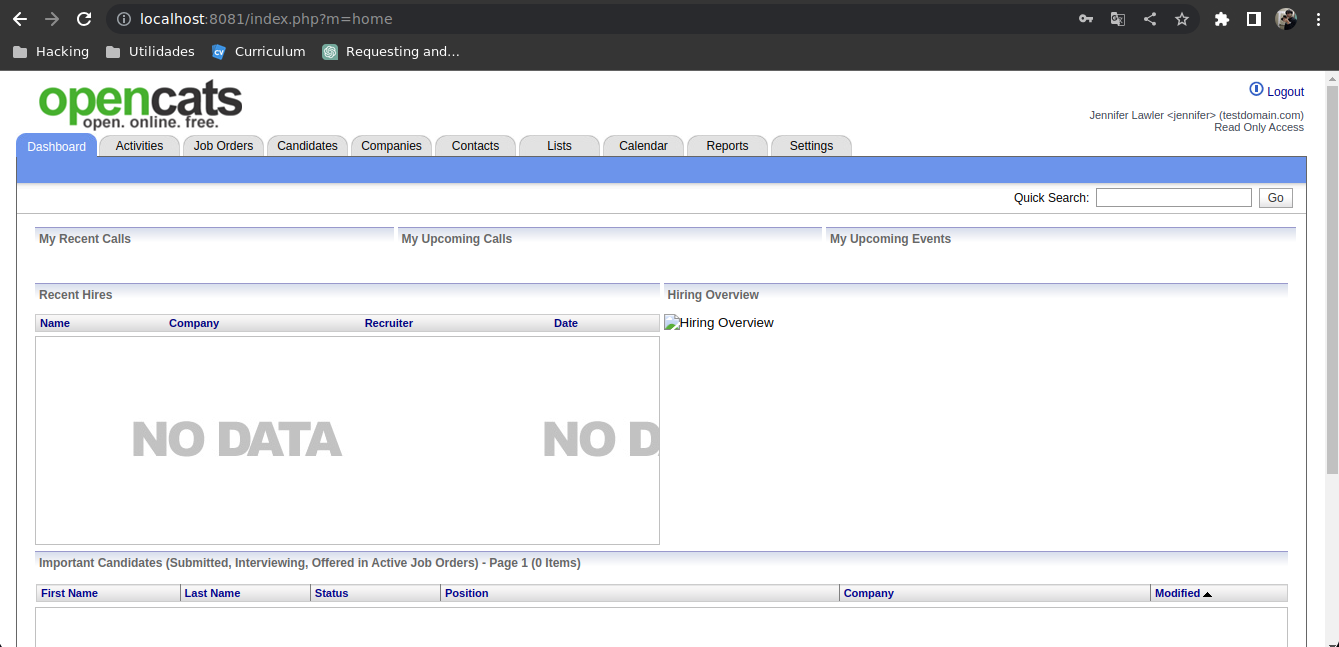 localhost:8081/index.php?m=home
Hacking Utilidades Curriculum Requesting and...
opencats
open. online. free.
Logout
Jennifer Lawler <jennifer> (testdomain.com)
Read Only Access
Dashboard Activities Job Orders Candidates Companies Contacts Lists Calendar Reports Settings
Quick Search: Go
My Recent Calls My Upcoming Calls My Upcoming Events
Recent Hires Hiring Overview
Name Company Recruiter Date Hiring Overview
NO DATA NO D
Important Candidates (Submitted, Interviewing, Offered in Active Job Orders) - Page 1 (0 Items)
First Name Last Name Status Position Company Modified